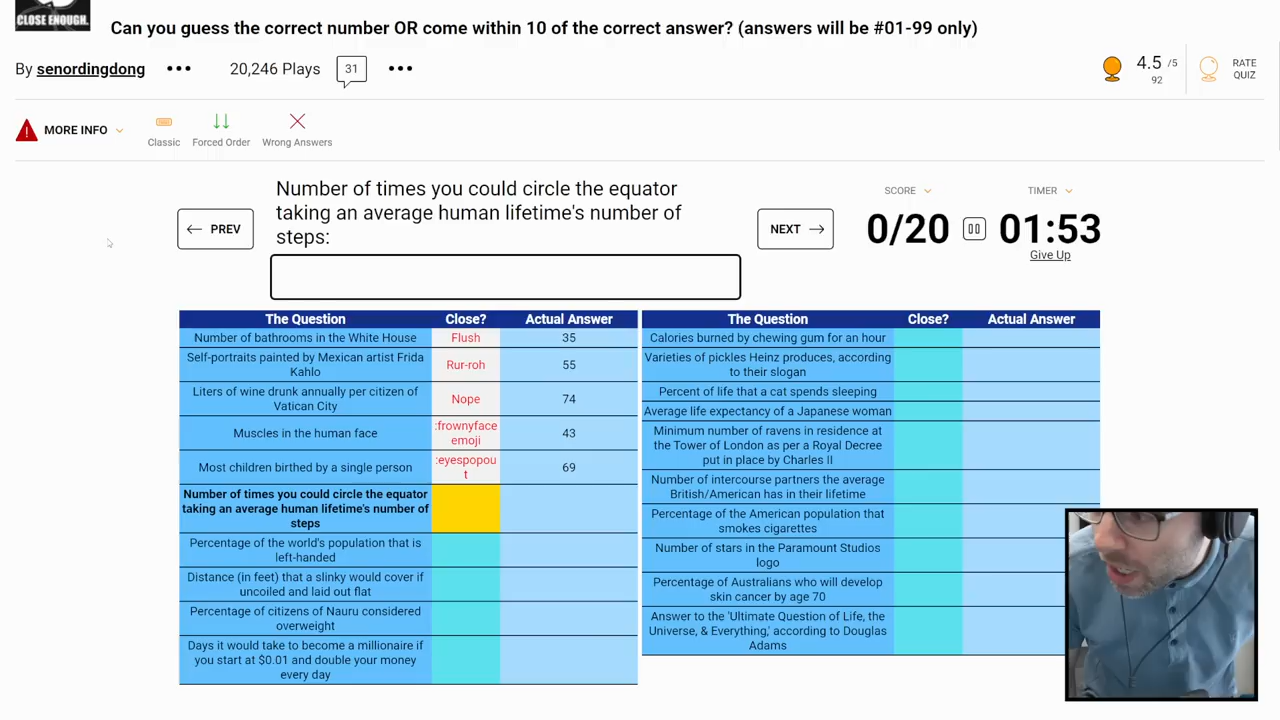 CLOSE ENOUGH.
Can you guess the correct number OR come within 10 of the correct answer? (answers will be #01-99 only)
By senordingdong ••• 20,246 Plays 31 •••
4.5 /5
92
RATE
QUIZ
MORE INFO
Classic
Forced Order
Wrong Answers
← PREV
Number of times you could circle the equator
taking an average human lifetime's number of
steps:
NEXT →
SCORE
0/20
TIMER
01:53
Give Up
The Question Close? Actual Answer
Number of bathrooms in the White House Flush 35
Self-portraits painted by Mexican artist Frida
Kahlo
Rur-roh 55
Liters of wine drunk annually per citizen of
Vatican City
Nope 74
Muscles in the human face
:frownyface
emoji
43
Most children birthed by a single person
:eyespopou
t
69
Number of times you could circle the equator
taking an average human lifetime's number of
steps
Percentage of the world's population that is
left-handed
Distance (in feet) that a slinky would cover if
uncoiled and laid out flat
Percentage of citizens of Nauru considered
overweight
Days it would take to become a millionaire if
you start at $0.01 and double your money
every day
The Question Close? Actual Answer
Calories burned by chewing gum for an hour
Varieties of pickles Heinz produces, according
to their slogan
Percent of life that a cat spends sleeping
Average life expectancy of a Japanese woman
Minimum number of ravens in residence at
the Tower of London as per a Royal Decree
put in place by Charles II
Number of intercourse partners the average
British/American has in their lifetime
Percentage of the American population that
smokes cigarettes
Number of stars in the Paramount Studios
logo
Percentage of Australians who will develop
skin cancer by age 70
Answer to the 'Ultimate Question of Life, the
Universe, & Everything,' according to Douglas
Adams